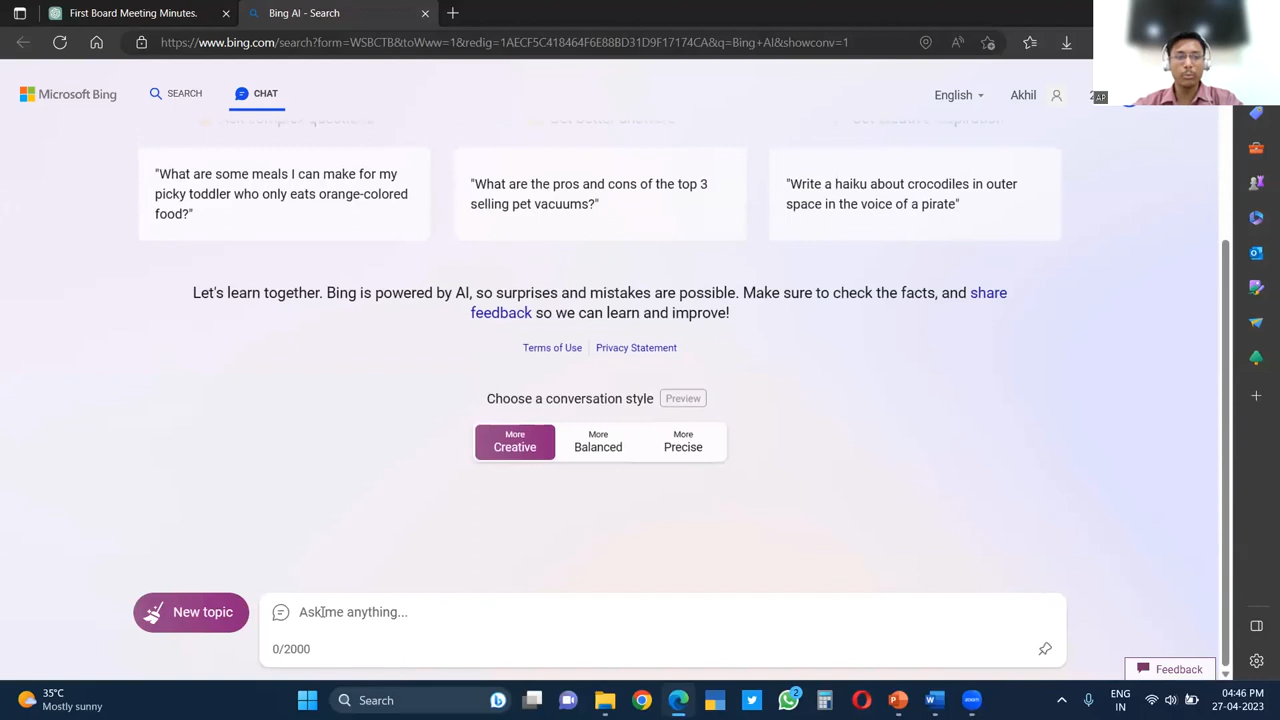 First Board Meeting Minutes.
Bing AI - Search
https://www.bing.com/search?form=WSBCTB&toWww=1&redig=1AECF5C418464F6E88BD31D9F17174CA&q=Bing+AI&showconv=1
Microsoft Bing
SEARCH
CHAT
English
Akhil
AP
"What are some meals I can make for my
picky toddler who only eats orange-colored
food?"
"What are the pros and cons of the top 3
selling pet vacuums?"
"Write a haiku about crocodiles in outer
space in the voice of a pirate"
Let's learn together. Bing is powered by AI, so surprises and mistakes are possible. Make sure to check the facts, and share
feedback so we can learn and improve!
Terms of Use
Privacy Statement
Choose a conversation style Preview
More
Creative
More
Balanced
More
Precise
New topic
Ask me anything...
0/2000
Feedback
35°C
Mostly sunny
Search
2
zoom
ENG
IN
04:46 PM
27-04-2023